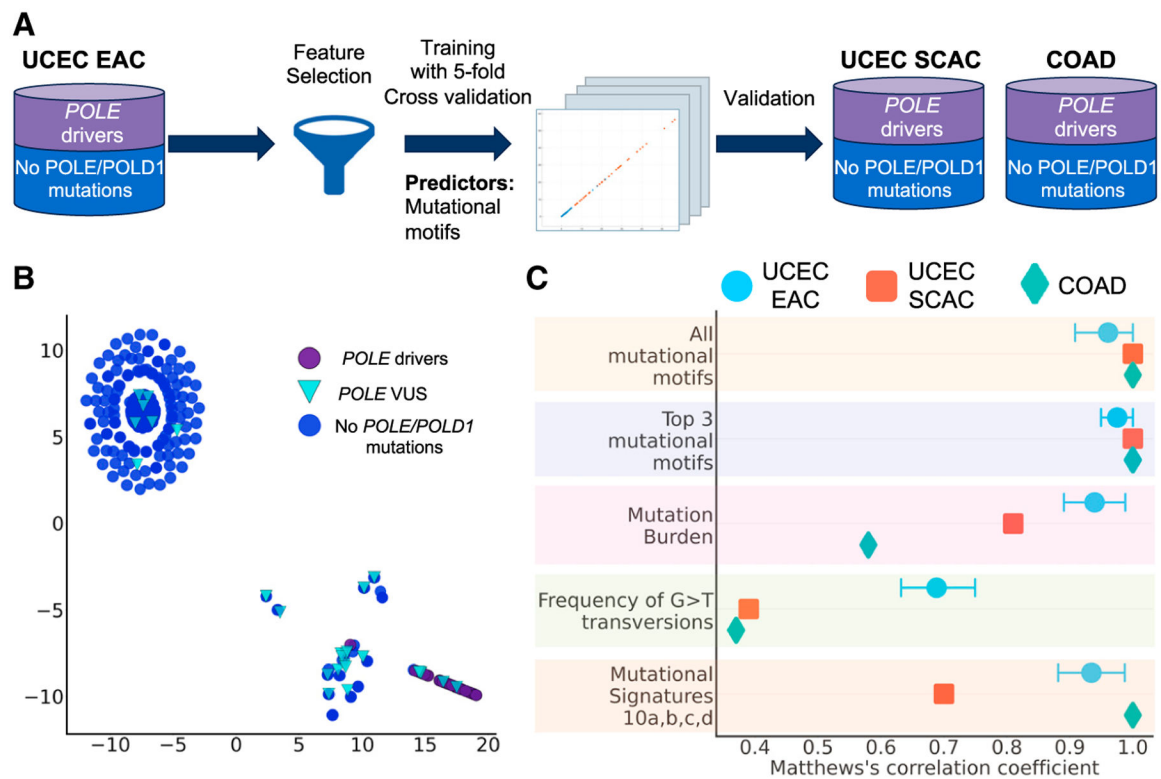 A
UCEC EAC
POLE
drivers
No POLE/POLD1
mutations
Feature
Selection
Training
with 5-fold
Cross validation
Predictors:
Mutational
motifs
Validation
UCEC SCAC
POLE
drivers
No POLE/POLD1
mutations
COAD
POLE
drivers
No POLE/POLD1
mutations
B
10
5
0
−5
−10
−10
−5
0
5
10
15
20
POLE drivers
POLE VUS
No POLE/POLD1
mutations
C
UCEC
EAC
UCEC
SCAC
COAD
All
mutational
motifs
Top 3
mutational
motifs
Mutation
Burden
Frequency of G>T
transversions
Mutational
Signatures
10a,b,c,d
0.4
0.5
0.6
0.7
0.8
0.9
1.0
Matthews's correlation coefficient